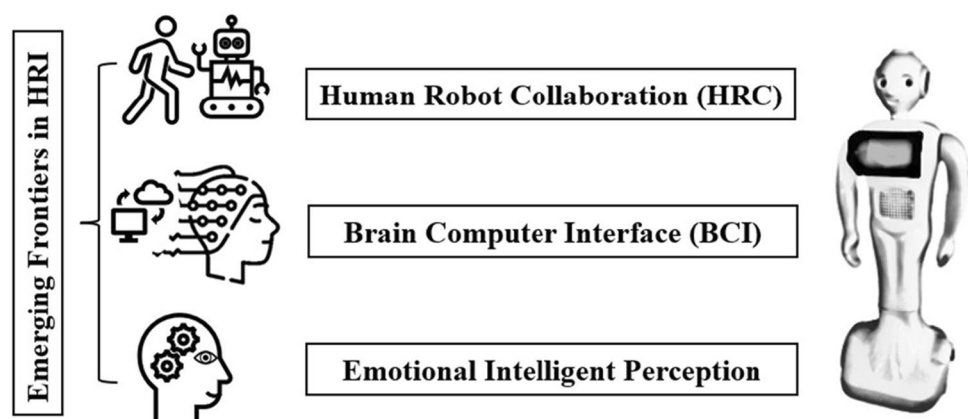 Emerging Frontiers in HRI
Human Robot Collaboration (HRC)
Brain Computer Interface (BCI)
Emotional Intelligent Perception